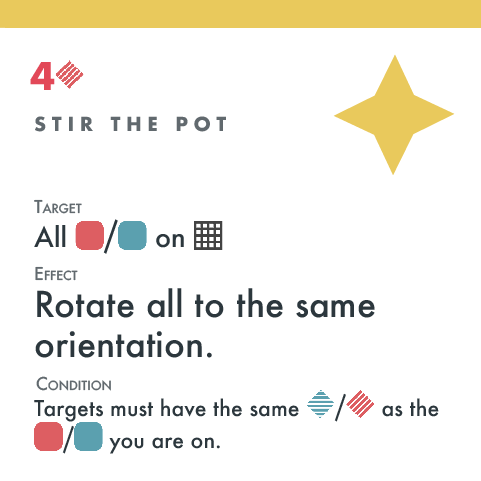 4
STIR THE POT
TARGET
All / on
EFFECT
Rotate all to the same
orientation.
CONDITION
Targets must have the same / as the
/ you are on.